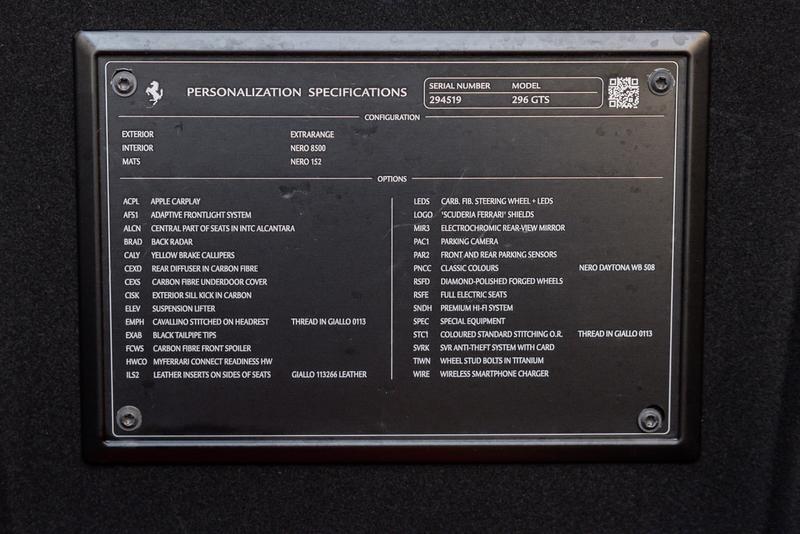 PERSONALIZATION SPECIFICATIONS
SERIAL NUMBER MODEL
294519 296 GTS
CONFIGURATION
EXTERIOR EXTRARANGE
INTERIOR NERO 8500
MATS NERO 152
OPTIONS
ACPL APPLE CARPLAY
AFS1 ADAPTIVE FRONTLIGHT SYSTEM
ALCN CENTRAL PART OF SEATS IN INTC ALCANTARA
BRAD BACK RADAR
CALY YELLOW BRAKE CALLIPERS
CEXD REAR DIFFUSER IN CARBON FIBRE
CEXS CARBON FIBRE UNDERDOOR COVER
CISK EXTERIOR SILL KICK IN CARBON
ELEV SUSPENSION LIFTER
EMPH CAVALLINO STITCHED ON HEADREST THREAD IN GIALLO 0113
EXAB BLACK TAILPIPE TIPS
FCWS CARBON FIBRE FRONT SPOILER
HWCO MYFERRARI CONNECT READINESS HW
ILS2 LEATHER INSERTS ON SIDES OF SEATS GIALLO 113266 LEATHER
LEDS CARB. FIB. STEERING WHEEL + LEDS
LOGO 'SCUDERIA FERRARI' SHIELDS
MIR3 ELECTROCHROMIC REAR-VIEW MIRROR
PAC1 PARKING CAMERA
PAR2 FRONT AND REAR PARKING SENSORS
PNCC CLASSIC COLOURS NERO DAYTONA WB 508
RSFD DIAMOND-POLISHED FORGED WHEELS
RSFE FULL ELECTRIC SEATS
SNDH PREMIUM HI-FI SYSTEM
SPEC SPECIAL EQUIPMENT
STC1 COLOURED STANDARD STITCHING O.R. THREAD IN GIALLO 0113
SVRK SVR ANTI-THEFT SYSTEM WITH CARD
TIWN WHEEL STUD BOLTS IN TITANIUM
WIRE WIRELESS SMARTPHONE CHARGER